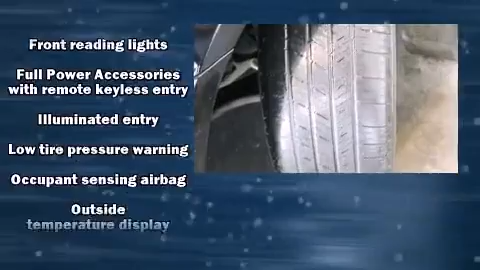 Front reading lights
Full Power Accessories
with remote keyless entry
Illuminated entry
Low tire pressure warning
Occupant sensing airbag
Outside
temperature display